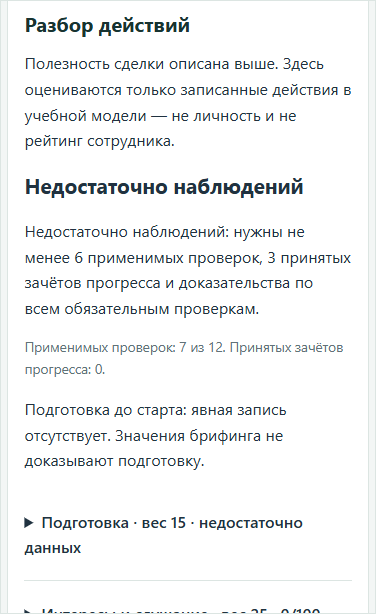 Разбор действий
Полезность сделки описана выше. Здесь
оцениваются только записанные действия в
учебной модели — не личность и не
рейтинг сотрудника.
Недостаточно наблюдений
Недостаточно наблюдений: нужны не
менее 6 применимых проверок, 3 принятых
зачётов прогресса и доказательства по
всем обязательным проверкам.
Применимых проверок: 7 из 12. Принятых зачётов
прогресса: 0.
Подготовка до старта: явная запись
отсутствует. Значения брифинга не
доказывают подготовку.
▶ Подготовка · вес 15 · недостаточно
данных